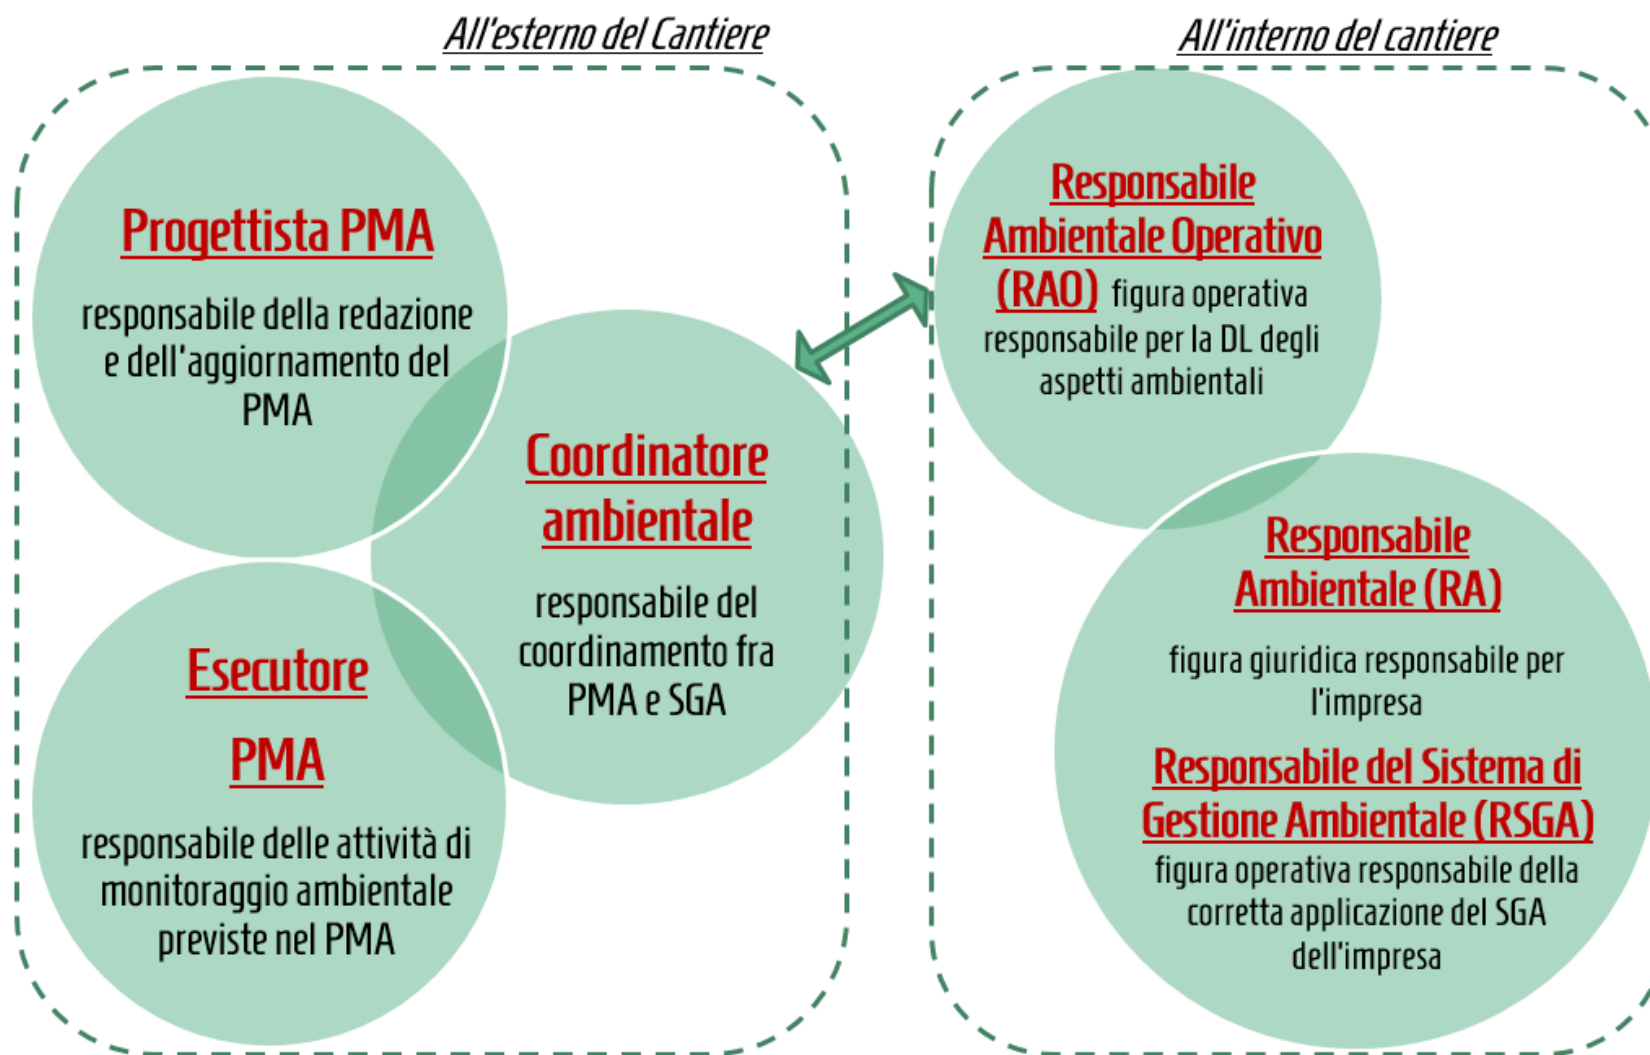 All'esterno del Cantiere
Progettista PMA
responsabile della redazione
e dell'aggiornamento del
PMA
Coordinatore
ambientale
responsabile del
coordinamento fra
PMA e SGA
Esecutore
PMA
responsabile delle attività di
monitoraggio ambientale
previste nel PMA
All'interno del cantiere
Responsabile
Ambientale Operativo
(RAO) figura operativa
responsabile per la DL degli
aspetti ambientali
Responsabile
Ambientale (RA)
figura giuridica responsabile per
l'impresa
Responsabile del Sistema di
Gestione Ambientale (RSGA)
figura operativa responsabile della
corretta applicazione del SGA
dell'impresa